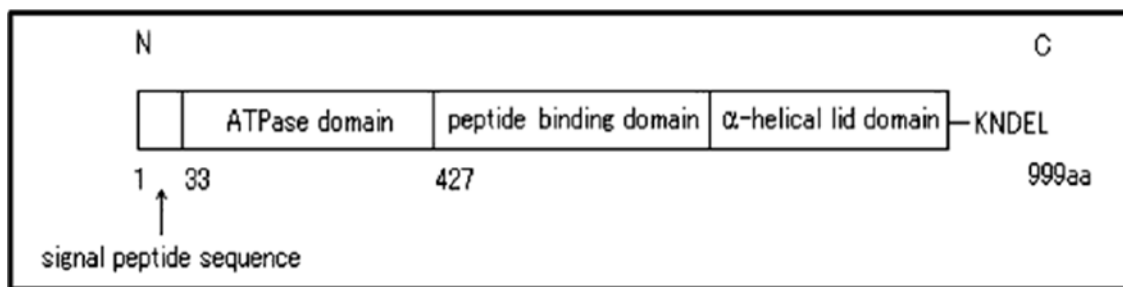 N C
ATPase domain peptide binding domain α-helical lid domain KNDEL
1 33 427 999aa
signal peptide sequence